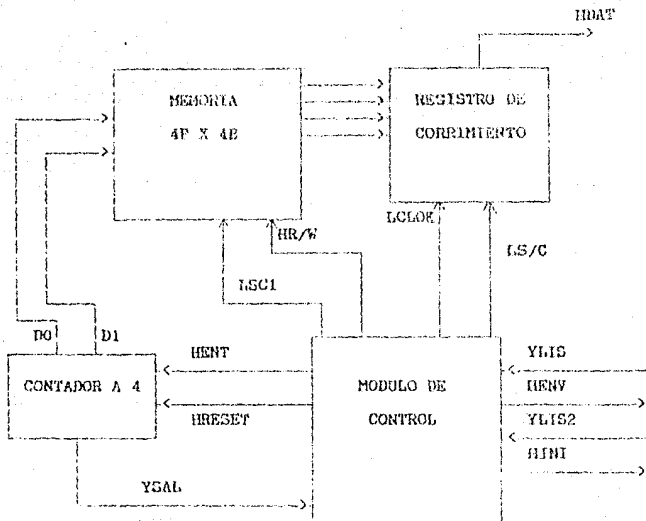 HDAT
MEMORIA
4P X 4B
REGISTRO DE
CORRIMIENTO
HR/W
LCLOK
LS/C
LSC1
D0
D1
HENT
YLIS
CONTADOR A 4
MODULO DE
CONTROL
HENV
HRESET
YLIS2
HINI
YSAL